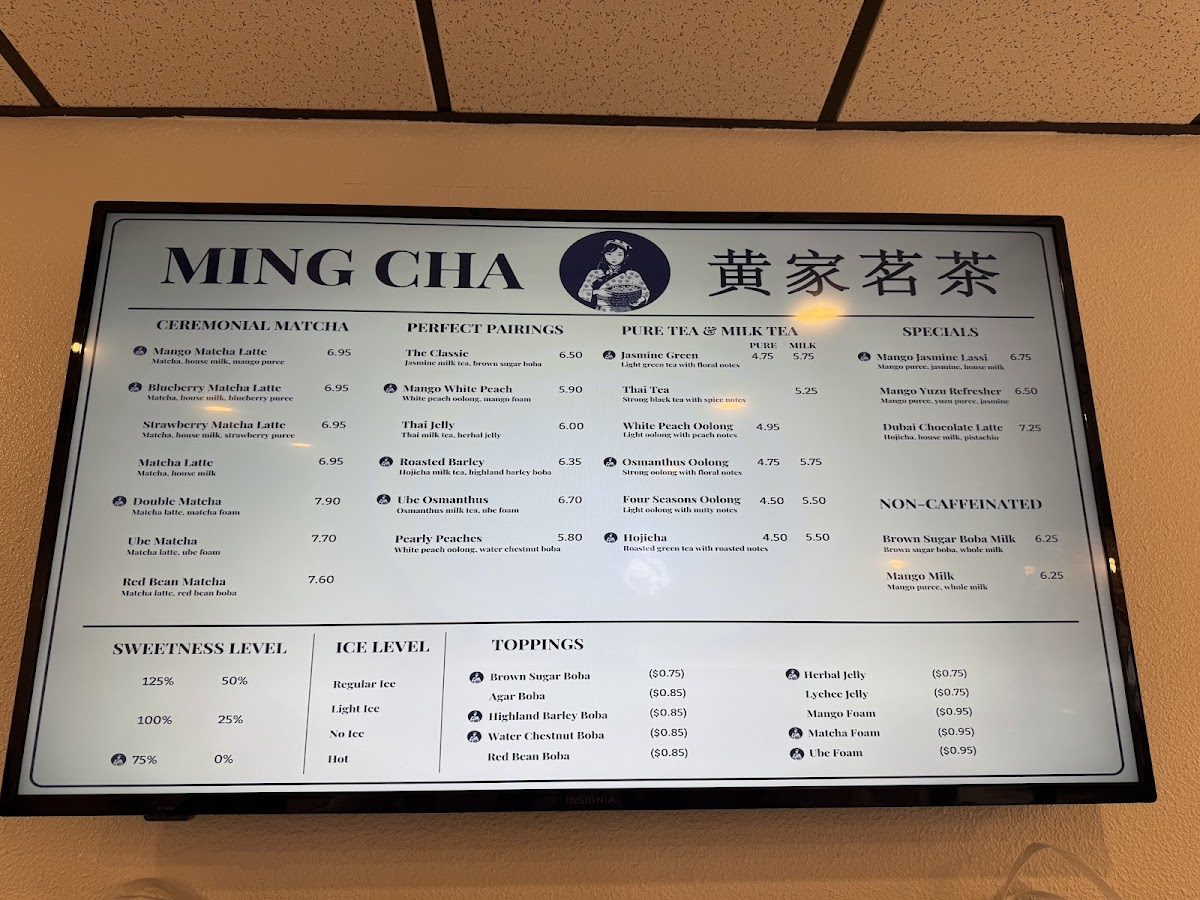 MING CHA
黄家茗茶
CEREMONIAL MATCHA
Mango Matcha Latte 6.95
Matcha, house milk, mango puree
Blueberry Matcha Latte 6.95
Matcha, house milk, blueberry puree
Strawberry Matcha Latte 6.95
Matcha, house milk, strawberry puree
Matcha Latte 6.95
Matcha, house milk
Double Matcha 7.90
Matcha latte, matcha foam
Ube Matcha 7.70
Matcha latte, ube foam
Red Bean Matcha 7.60
Matcha latte, red bean boba
PERFECT PAIRINGS
The Classic 6.50
Jasmine milk tea, brown sugar boba
Mango White Peach 5.90
White peach oolong, mango foam
Thai Jelly 6.00
Thai milk tea, herbal jelly
Roasted Barley 6.35
Hojicha milk tea, highland barley boba
Ube Osmanthus 6.70
Osmanthus milk tea, ube foam
Pearly Peaches 5.80
White peach oolong, water chestnut boba
PURE TEA & MILK TEA
PURE MILK
Jasmine Green 4.75 5.75
Light green tea with floral notes
Thai Tea 5.25
Strong black tea with spice notes
White Peach Oolong 4.95
Light oolong with peach notes
Osmanthus Oolong 4.75 5.75
Strong oolong with floral notes
Four Seasons Oolong 4.50 5.50
Light oolong with nutty notes
Hojicha 4.50 5.50
Roasted green tea with roasted notes
SPECIALS
Mango Jasmine Lassi 6.75
Mango puree, jasmine, house milk
Mango Yuzu Refresher 6.50
Mango puree, yuzu puree, jasmine
Dubai Chocolate Latte 7.25
Hojicha, house milk, pistachio
NON-CAFFEINATED
Brown Sugar Boba Milk 6.25
Brown sugar boba, whole milk
Mango Milk 6.25
Mango puree, whole milk
SWEETNESS LEVEL
125% 50%
100% 25%
75% 0%
ICE LEVEL
Regular Ice
Light Ice
No Ice
Hot
TOPPINGS
Brown Sugar Boba ($0.75)
Agar Boba ($0.85)
Highland Barley Boba ($0.85)
Water Chestnut Boba ($0.85)
Red Bean Boba ($0.85)
Herbal Jelly ($0.75)
Lychee Jelly ($0.75)
Mango Foam ($0.95)
Matcha Foam ($0.95)
Ube Foam ($0.95)
INSIGNIA